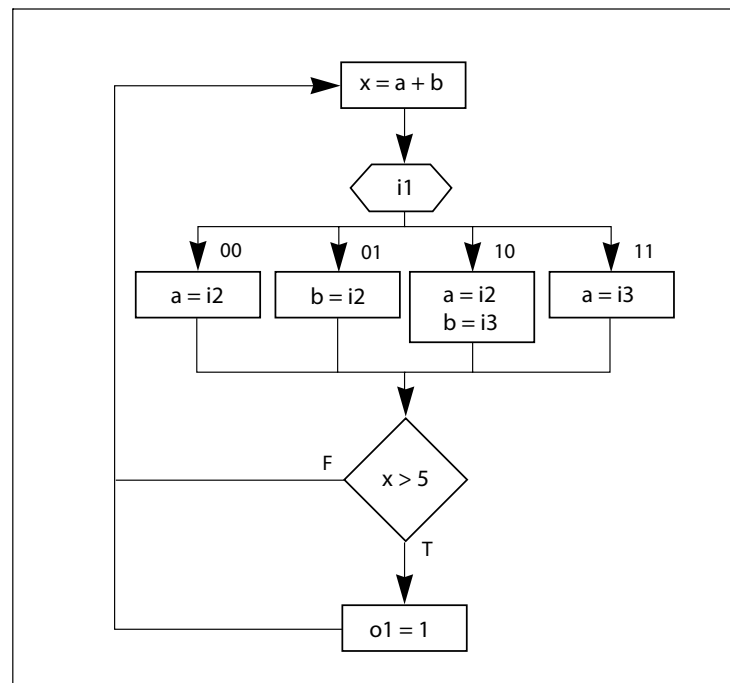 x = a + b
i1
00
01
10
11
a = i2
b = i2
a = i2
b = i3
a = i3
F
x > 5
T
o1 = 1